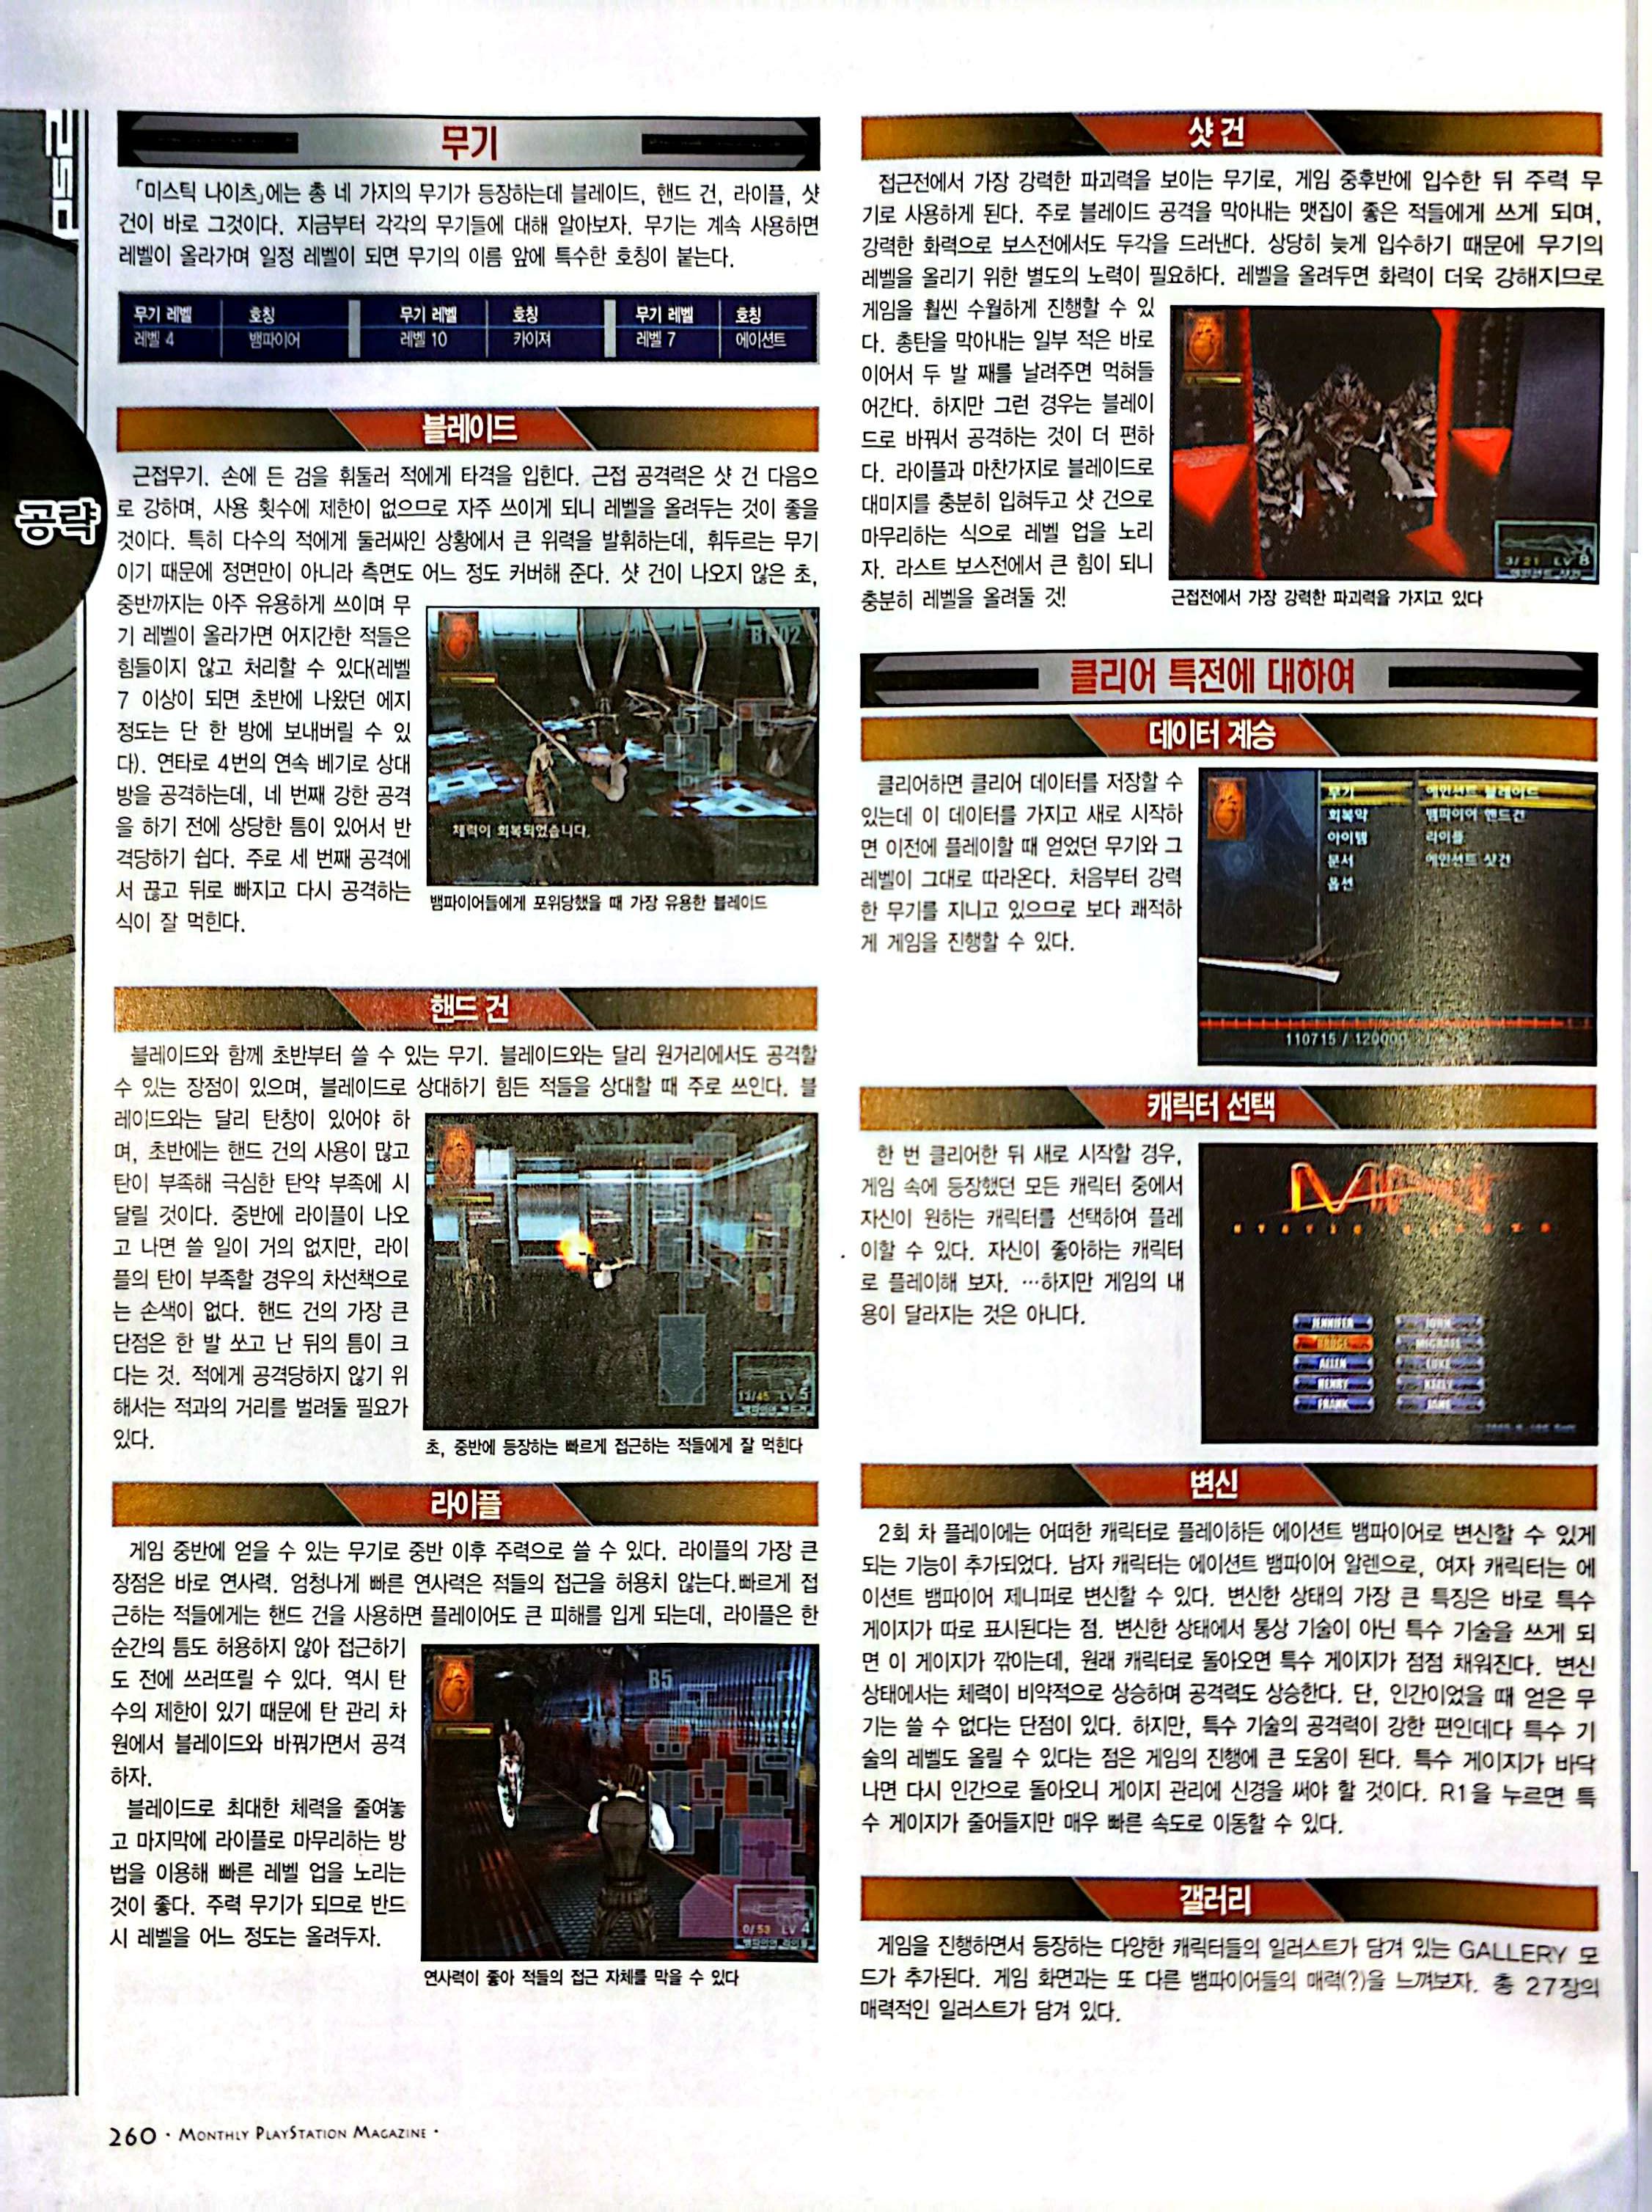 PS2
공략
무기
「미스틱 나이츠」에는 총 네 가지의 무기가 등장하는데 블레이드, 핸드 건, 라이플, 샷
건이 바로 그것이다. 지금부터 각각의 무기들에 대해 알아보자. 무기는 계속 사용하면
레벨이 올라가며 일정 레벨이 되면 무기의 이름 앞에 특수한 호칭이 붙는다.
무기 레벨 호칭 무기 레벨 호칭 무기 레벨 호칭
레벨 4 뱀파이어 레벨 10 카이져 레벨 7 에이션트
블레이드
근접무기. 손에 든 검을 휘둘러 적에게 타격을 입힌다. 근접 공격력은 샷 건 다음으
로 강하며, 사용 횟수에 제한이 없으므로 자주 쓰이게 되니 레벨을 올려두는 것이 좋을
것이다. 특히 다수의 적에게 둘러싸인 상황에서 큰 위력을 발휘하는데, 휘두르는 무기
이기 때문에 정면만이 아니라 측면도 어느 정도 커버해 준다. 샷 건이 나오지 않은 초,
중반까지는 아주 유용하게 쓰이며 무
기 레벨이 올라가면 어지간한 적들은
힘들이지 않고 처리할 수 있다(레벨
7 이상이 되면 초반에 나왔던 에지
정도는 단 한 방에 보내버릴 수 있
다). 연타로 4번의 연속 베기로 상대
방을 공격하는데, 네 번째 강한 공격
을 하기 전에 상당한 틈이 있어서 반
격당하기 쉽다. 주로 세 번째 공격에
서 끊고 뒤로 빠지고 다시 공격하는
식이 잘 먹힌다.
B1-02
체력이 회복되었습니다.
뱀파이어들에게 포위당했을 때 가장 유용한 블레이드
핸드 건
블레이드와 함께 초반부터 쓸 수 있는 무기. 블레이드와는 달리 원거리에서도 공격할
수 있는 장점이 있으며, 블레이드로 상대하기 힘든 적들을 상대할 때 주로 쓰인다. 블
레이드와는 달리 탄창이 있어야 하
며, 초반에는 핸드 건의 사용이 많고
탄이 부족해 극심한 탄약 부족에 시
달릴 것이다. 중반에 라이플이 나오
고 나면 쓸 일이 거의 없지만, 라이
플의 탄이 부족할 경우의 차선책으로
는 손색이 없다. 핸드 건의 가장 큰
단점은 한 발 쏘고 난 뒤의 틈이 크
다는 것. 적에게 공격당하지 않기 위
해서는 적과의 거리를 벌려둘 필요가
있다.
13/45 LV 5
뱀파이어 핸드건
초, 중반에 등장하는 빠르게 접근하는 적들에게 잘 먹힌다
라이플
게임 중반에 얻을 수 있는 무기로 중반 이후 주력으로 쓸 수 있다. 라이플의 가장 큰
장점은 바로 연사력. 엄청나게 빠른 연사력은 적들의 접근을 허용치 않는다.빠르게 접
근하는 적들에게는 핸드 건을 사용하면 플레이어도 큰 피해를 입게 되는데, 라이플은 한
순간의 틈도 허용하지 않아 접근하기
도 전에 쓰러뜨릴 수 있다. 역시 탄
수의 제한이 있기 때문에 탄 관리 차
원에서 블레이드와 바꿔가면서 공격
하자.
블레이드로 최대한 체력을 줄여놓
고 마지막에 라이플로 마무리하는 방
법을 이용해 빠른 레벨 업을 노리는
것이 좋다. 주력 무기가 되므로 반드
시 레벨을 어느 정도는 올려두자.
B5
0/53 LV 4
뱀파이어 라이플
연사력이 좋아 적들의 접근 자체를 막을 수 있다
샷 건
접근전에서 가장 강력한 파괴력을 보이는 무기로, 게임 중후반에 입수한 뒤 주력 무
기로 사용하게 된다. 주로 블레이드 공격을 막아내는 맷집이 좋은 적들에게 쓰게 되며,
강력한 화력으로 보스전에서도 두각을 드러낸다. 상당히 늦게 입수하기 때문에 무기의
레벨을 올리기 위한 별도의 노력이 필요하다. 레벨을 올려두면 화력이 더욱 강해지므로
게임을 훨씬 수월하게 진행할 수 있
다. 총탄을 막아내는 일부 적은 바로
이어서 두 발 째를 날려주면 먹혀들
어간다. 하지만 그런 경우는 블레이
드로 바꿔서 공격하는 것이 더 편하
다. 라이플과 마찬가지로 블레이드로
대미지를 충분히 입혀두고 샷 건으로
마무리하는 식으로 레벨 업을 노리
자. 라스트 보스전에서 큰 힘이 되니
충분히 레벨을 올려둘 것!
3/21 LV 8
에인션트 샷건
근접전에서 가장 강력한 파괴력을 가지고 있다
클리어 특전에 대하여
데이터 계승
클리어하면 클리어 데이터를 저장할 수
있는데 이 데이터를 가지고 새로 시작하
면 이전에 플레이할 때 얻었던 무기와 그
레벨이 그대로 따라온다. 처음부터 강력
한 무기를 지니고 있으므로 보다 쾌적하
게 게임을 진행할 수 있다.
무기 에인션트 블레이드
회복약 뱀파이어 핸드건
아이템 라이플
문서 에인션트 샷건
옵션
110715 / 120000
캐릭터 선택
한 번 클리어한 뒤 새로 시작할 경우,
게임 속에 등장했던 모든 캐릭터 중에서
자신이 원하는 캐릭터를 선택하여 플레
이할 수 있다. 자신이 좋아하는 캐릭터
로 플레이해 보자. …하지만 게임의 내
용이 달라지는 것은 아니다.
JENNIFER JOHN
BRUCE MICHAEL
ALLEN LUKE
HENRY KEELY
FRANK JANE
변신
2회 차 플레이에는 어떠한 캐릭터로 플레이하든 에이션트 뱀파이어로 변신할 수 있게
되는 기능이 추가되었다. 남자 캐릭터는 에이션트 뱀파이어 알렌으로, 여자 캐릭터는 에
이션트 뱀파이어 제니퍼로 변신할 수 있다. 변신한 상태의 가장 큰 특징은 바로 특수
게이지가 따로 표시된다는 점. 변신한 상태에서 통상 기술이 아닌 특수 기술을 쓰게 되
면 이 게이지가 깎이는데, 원래 캐릭터로 돌아오면 특수 게이지가 점점 채워진다. 변신
상태에서는 체력이 비약적으로 상승하며 공격력도 상승한다. 단, 인간이었을 때 얻은 무
기는 쓸 수 없다는 단점이 있다. 하지만, 특수 기술의 공격력이 강한 편인데다 특수 기
술의 레벨도 올릴 수 있다는 점은 게임의 진행에 큰 도움이 된다. 특수 게이지가 바닥
나면 다시 인간으로 돌아오니 게이지 관리에 신경을 써야 할 것이다. R1을 누르면 특
수 게이지가 줄어들지만 매우 빠른 속도로 이동할 수 있다.
갤러리
게임을 진행하면서 등장하는 다양한 캐릭터들의 일러스트가 담겨 있는 GALLERY 모
드가 추가된다. 게임 화면과는 또 다른 뱀파이어들의 매력(?)을 느껴보자. 총 27장의
매력적인 일러스트가 담겨 있다.
260 · MONTHLY PLAYSTATION MAGAZINE ·